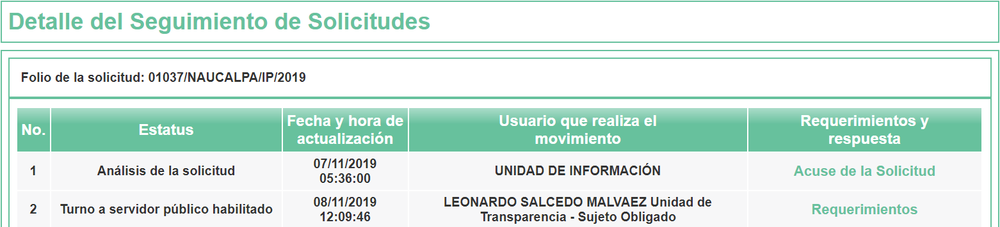 Detalle del Seguimiento de Solicitudes
Folio de la solicitud: 01037/NAUCALPA/IP/2019
No.
Estatus
Fecha y hora de
actualización
Usuario que realiza el
movimiento
Requerimientos y
respuesta
1
Análisis de la solicitud
07/11/2019
05:36:00
UNIDAD DE INFORMACIÓN
Acuse de la Solicitud
2
Turno a servidor público habilitado
08/11/2019
12:09:46
LEONARDO SALCEDO MALVAEZ Unidad de
Transparencia - Sujeto Obligado
Requerimientos